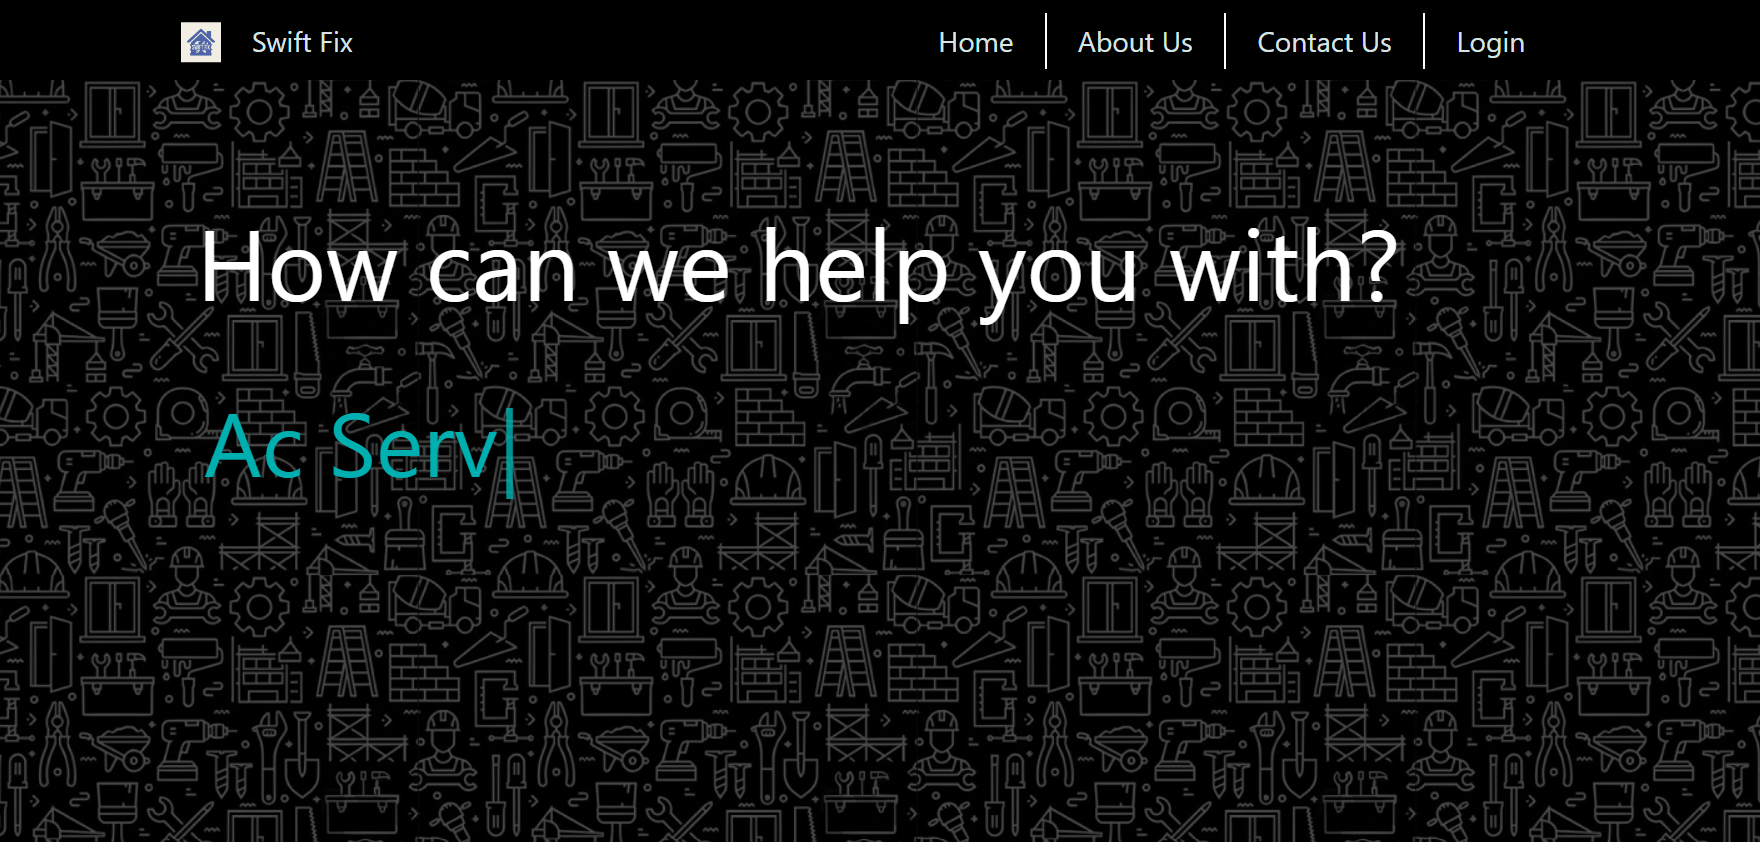 Swift Fix
Home
About Us
Contact Us
Login
How can we help you with?
Ac Serv